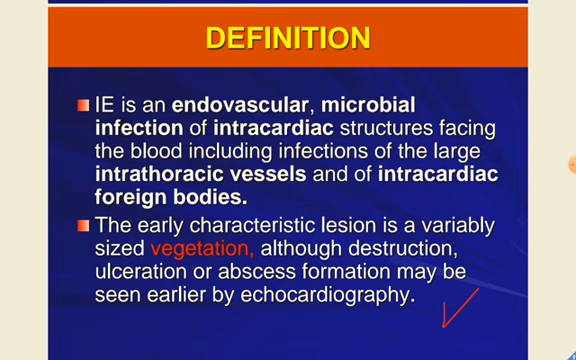 DEFINITION
IE is an endovascular, microbial
infection of intracardiac structures facing
the blood including infections of the large
intrathoracic vessels and of intracardiac
foreign bodies.
The early characteristic lesion is a variably
sized vegetation, although destruction,
ulceration or abscess formation may be
seen earlier by echocardiography.